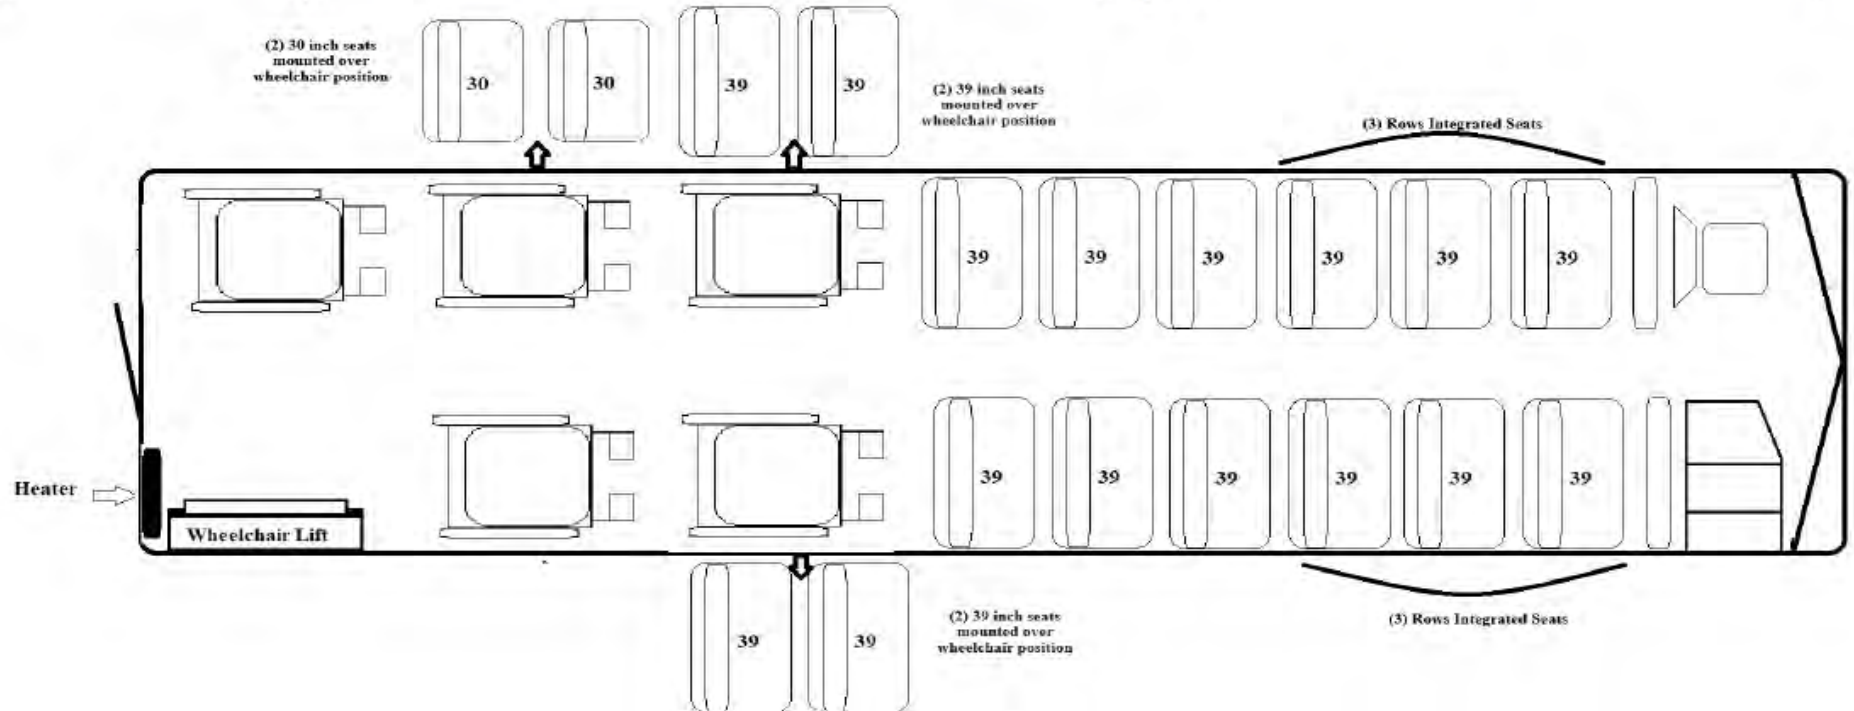 (2) 30 inch seats
mounted over
wheelchair position
30
30
39
39
(2) 39 inch seats
mounted over
wheelchair position
(3) Rows Integrated Seats
39
39
39
39
39
39
39
39
39
39
39
39
Heater
Wheelchair Lift
39
39
(2) 39 inch seats
mounted over
wheelchair position
(3) Rows Integrated Seats